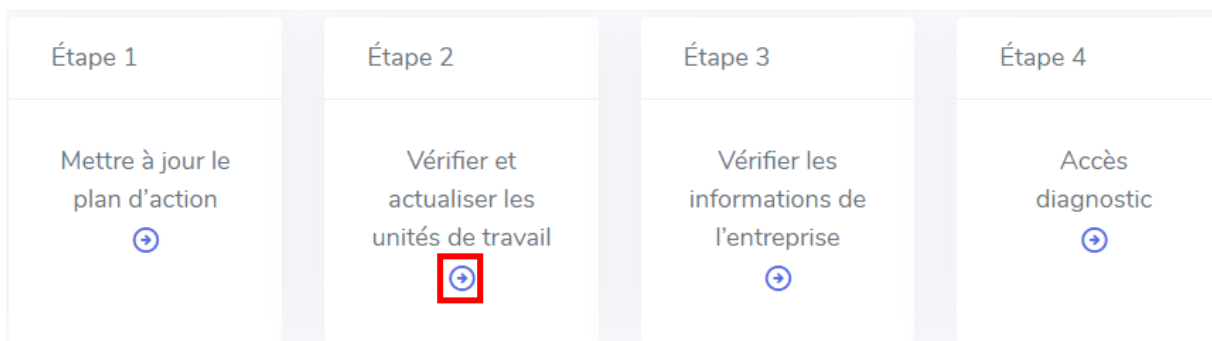 Étape 1
Mettre à jour le
plan d’action
Étape 2
Vérifier et
actualiser les
unités de travail
Étape 3
Vérifier les
informations de
l’entreprise
Étape 4
Accès
diagnostic